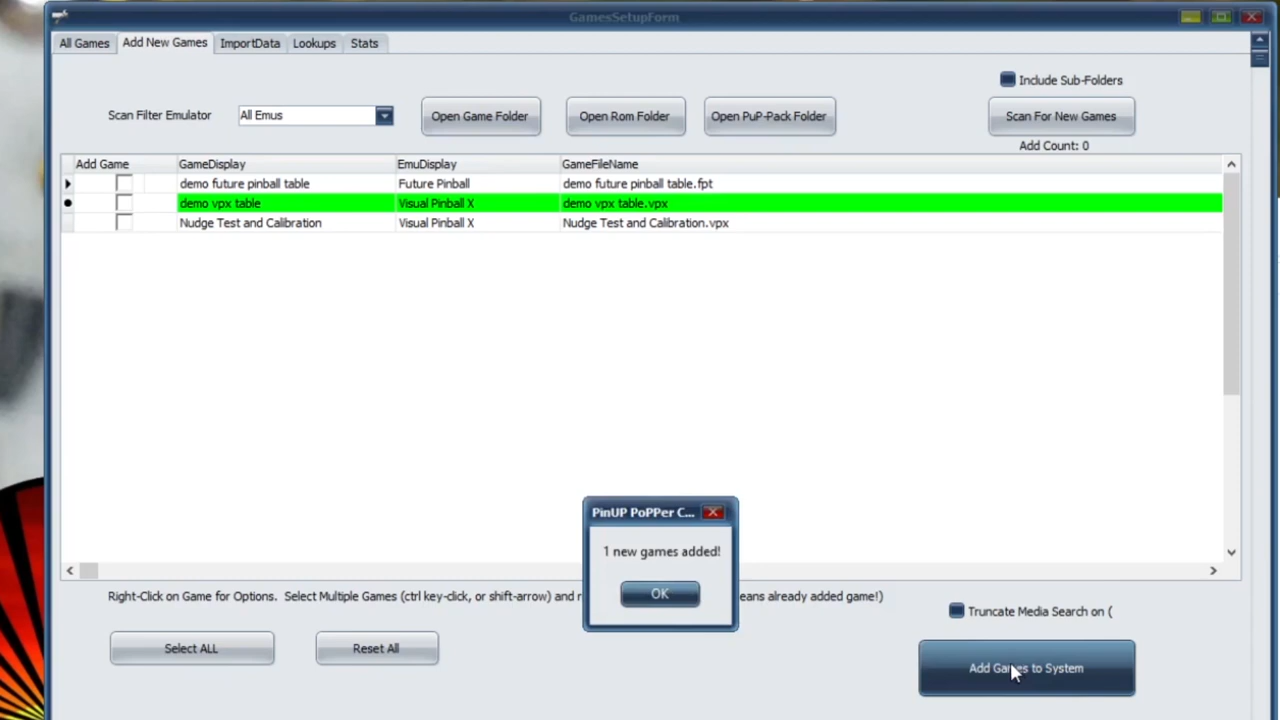 GamesSetupForm
All Games Add New Games ImportData Lookups Stats
Include Sub-Folders
Scan Filter Emulator All Emus Open Game Folder Open Rom Folder Open PuP-Pack Folder Scan For New Games
Add Count: 0
Add Game GameDisplay EmuDisplay GameFileName
demo future pinball table Future Pinball demo future pinball table.fpt
demo vpx table Visual Pinball X demo vpx table.vpx
Nudge Test and Calibration Visual Pinball X Nudge Test and Calibration.vpx
PinUP PoPPer C...
1 new games added!
OK
Right-Click on Game for Options. Select Multiple Games (ctrl key-click, or shift-arrow) and already added game!)
Truncate Media Search on (
Select ALL Reset All Add Games to System